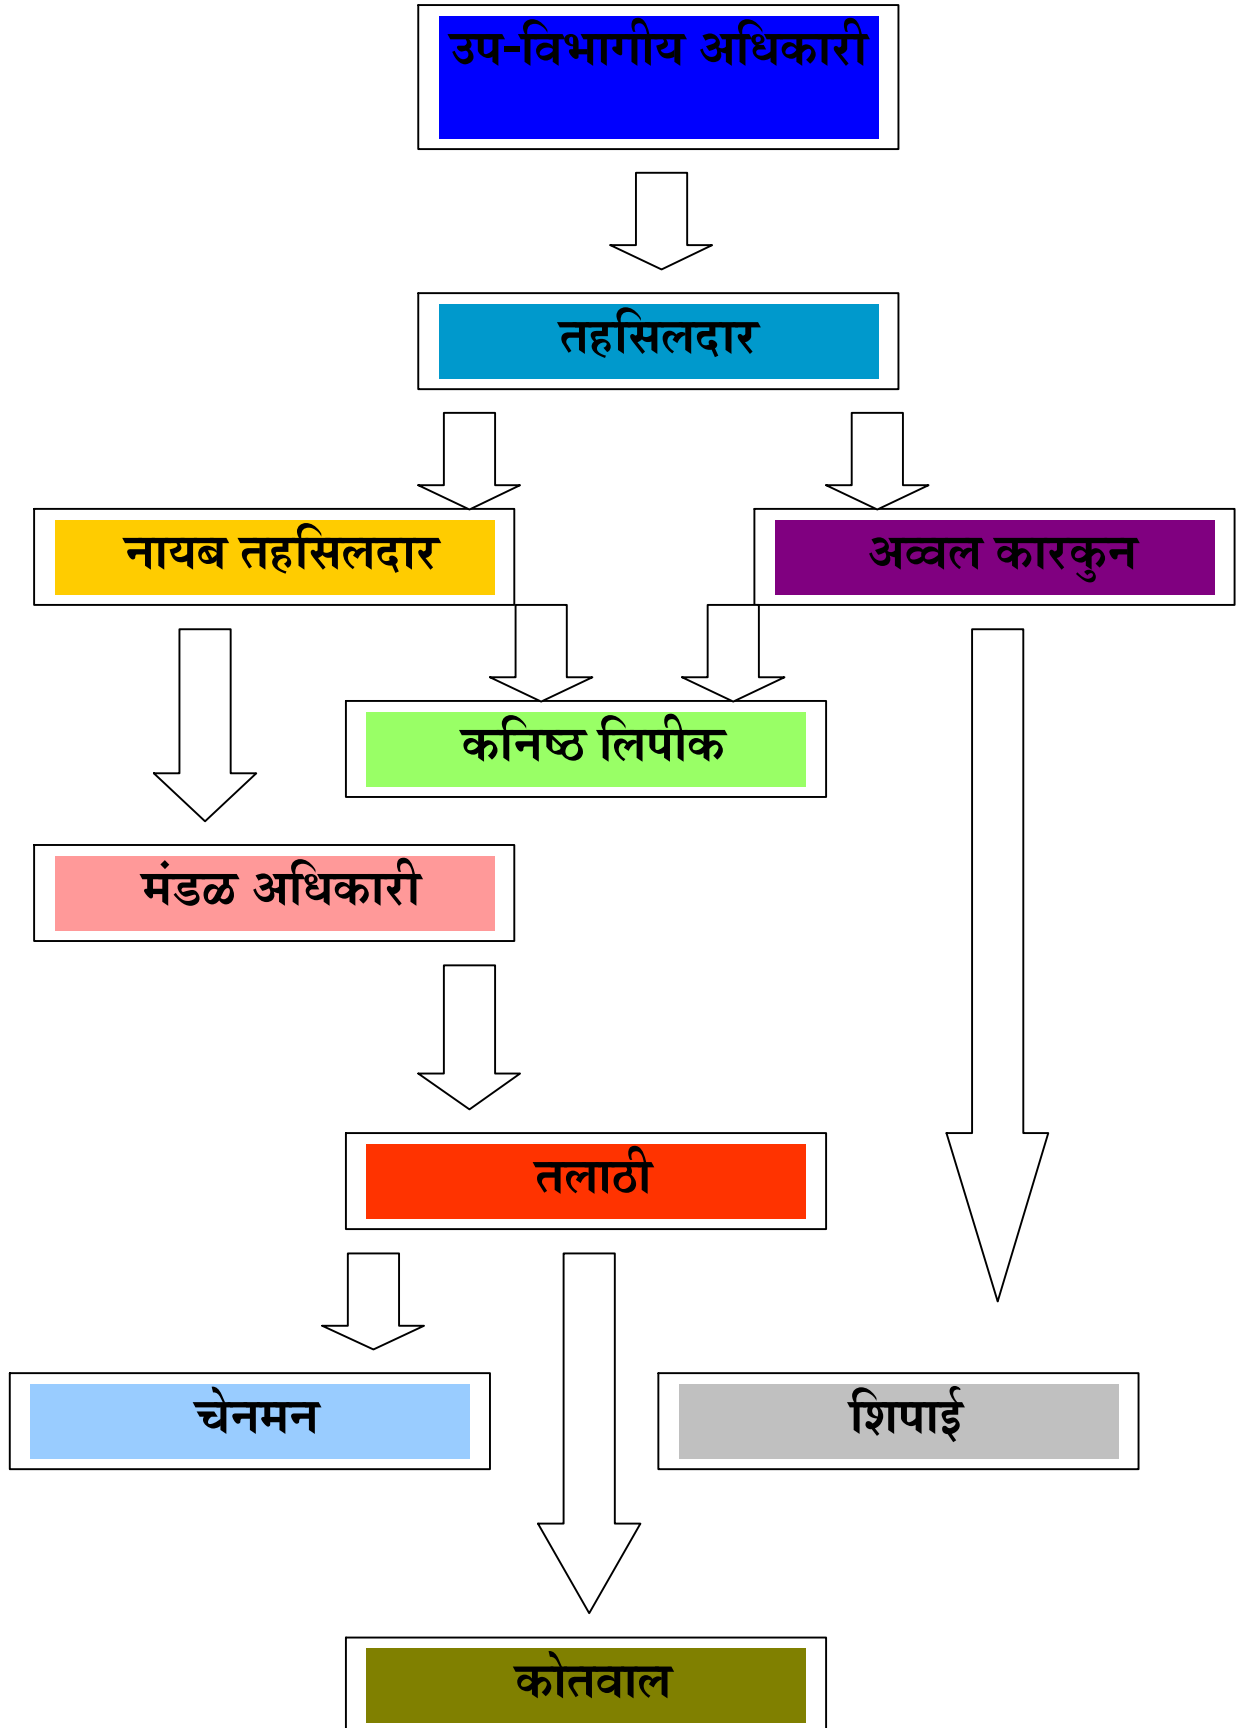 उप-विभागीय अधिकारी
तहसिलदार
नायब तहसिलदार
अव्वल कारकुन
कनिष्ठ लिपीक
मंडळ अधिकारी
तलाठी
चेनमन
शिपाई
कोतवाल